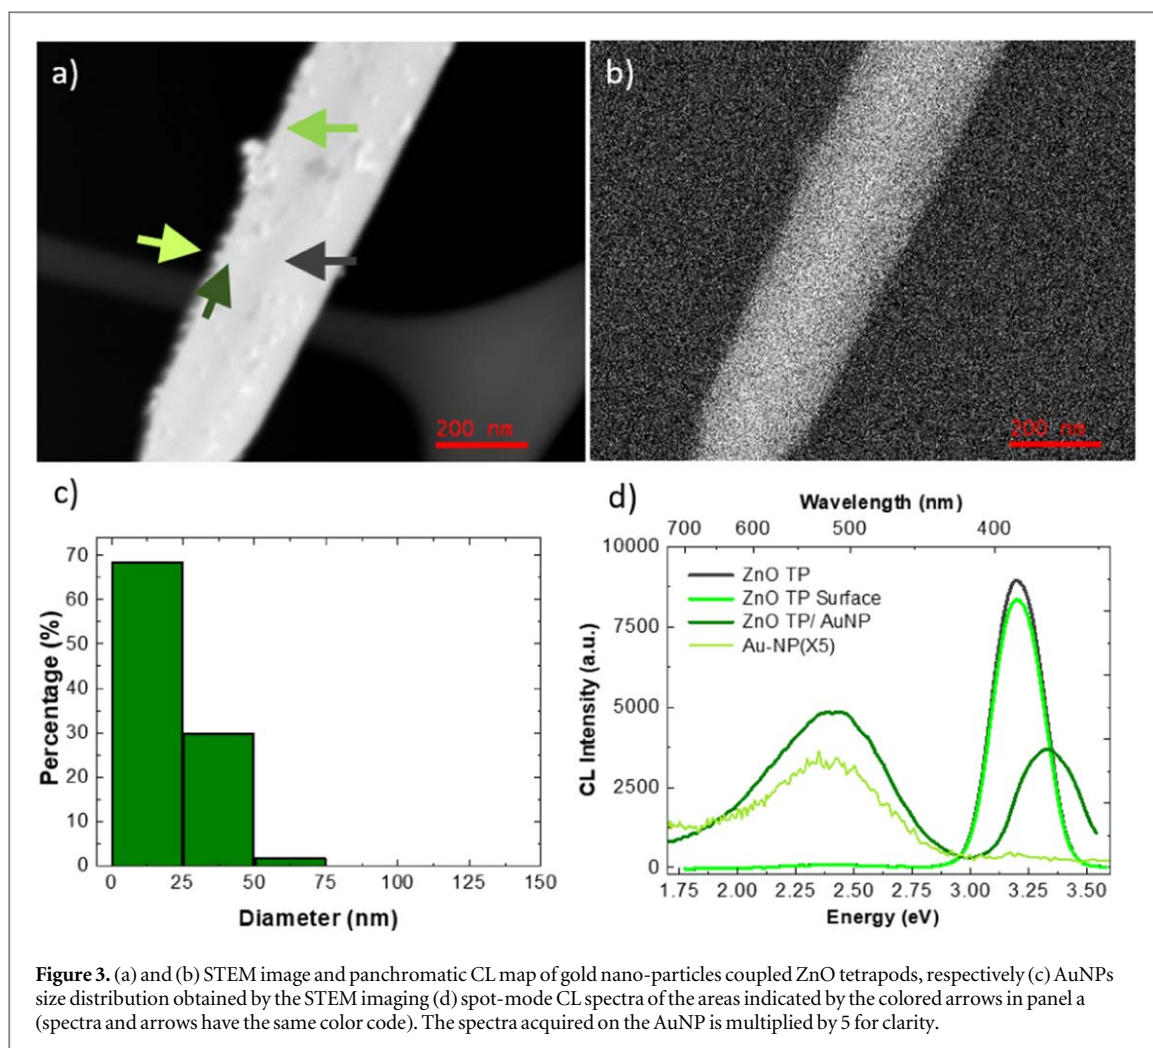 a)
200 nm
b)
200 nm
c)
Percentage (%)
70
60
50
40
30
20
10
0
0 25 50 75 100 125 150
Diameter (nm)
d)
Wavelength (nm)
700 600 500 400
CL Intensity (a.u.)
10000
7500
5000
2500
0
ZnO TP
ZnO TP Surface
ZnO TP/ AuNP
Au-NP(X5)
1.75 2.00 2.25 2.50 2.75 3.00 3.25 3.50
Energy (eV)
Figure 3. (a) and (b) STEM image and panchromatic CL map of gold nano-particles coupled ZnO tetrapods, respectively (c) AuNPs
size distribution obtained by the STEM imaging (d) spot-mode CL spectra of the areas indicated by the colored arrows in panel a
(spectra and arrows have the same color code). The spectra acquired on the AuNP is multiplied by 5 for clarity.